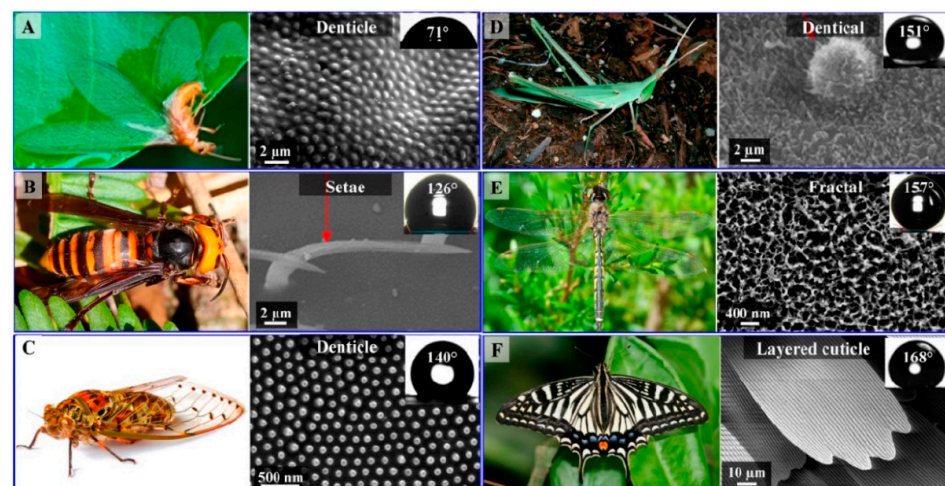 A
Denticle
71°
2 μm
B
Setae
126°
2 μm
C
Denticle
140°
500 nm
D
Dentical
151°
2 μm
E
Fractal
157°
400 nm
F
Layered cuticle
168°
10 μm